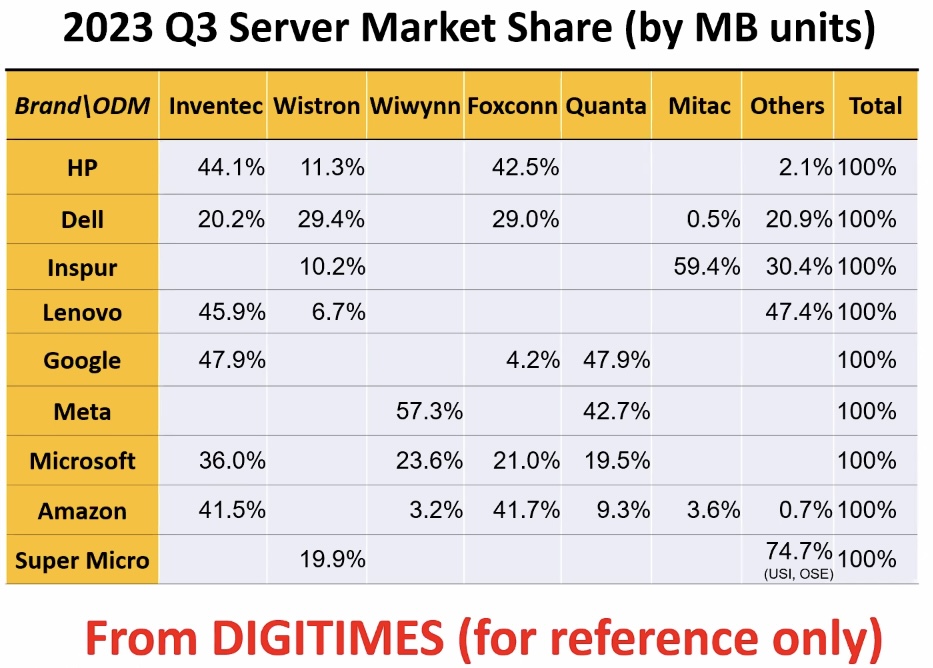 2023 Q3 Server Market Share (by MB units)
Brand\ODM Inventec Wistron Wiwynn Foxconn Quanta Mitac Others Total
HP 44.1% 11.3% 42.5% 2.1% 100%
Dell 20.2% 29.4% 29.0% 0.5% 20.9% 100%
Inspur 10.2% 59.4% 30.4% 100%
Lenovo 45.9% 6.7% 47.4% 100%
Google 47.9% 4.2% 47.9% 100%
Meta 57.3% 42.7% 100%
Microsoft 36.0% 23.6% 21.0% 19.5% 100%
Amazon 41.5% 3.2% 41.7% 9.3% 3.6% 0.7% 100%
Super Micro 19.9% 74.7% 100%
(USI, OSE)
From DIGITIMES (for reference only)